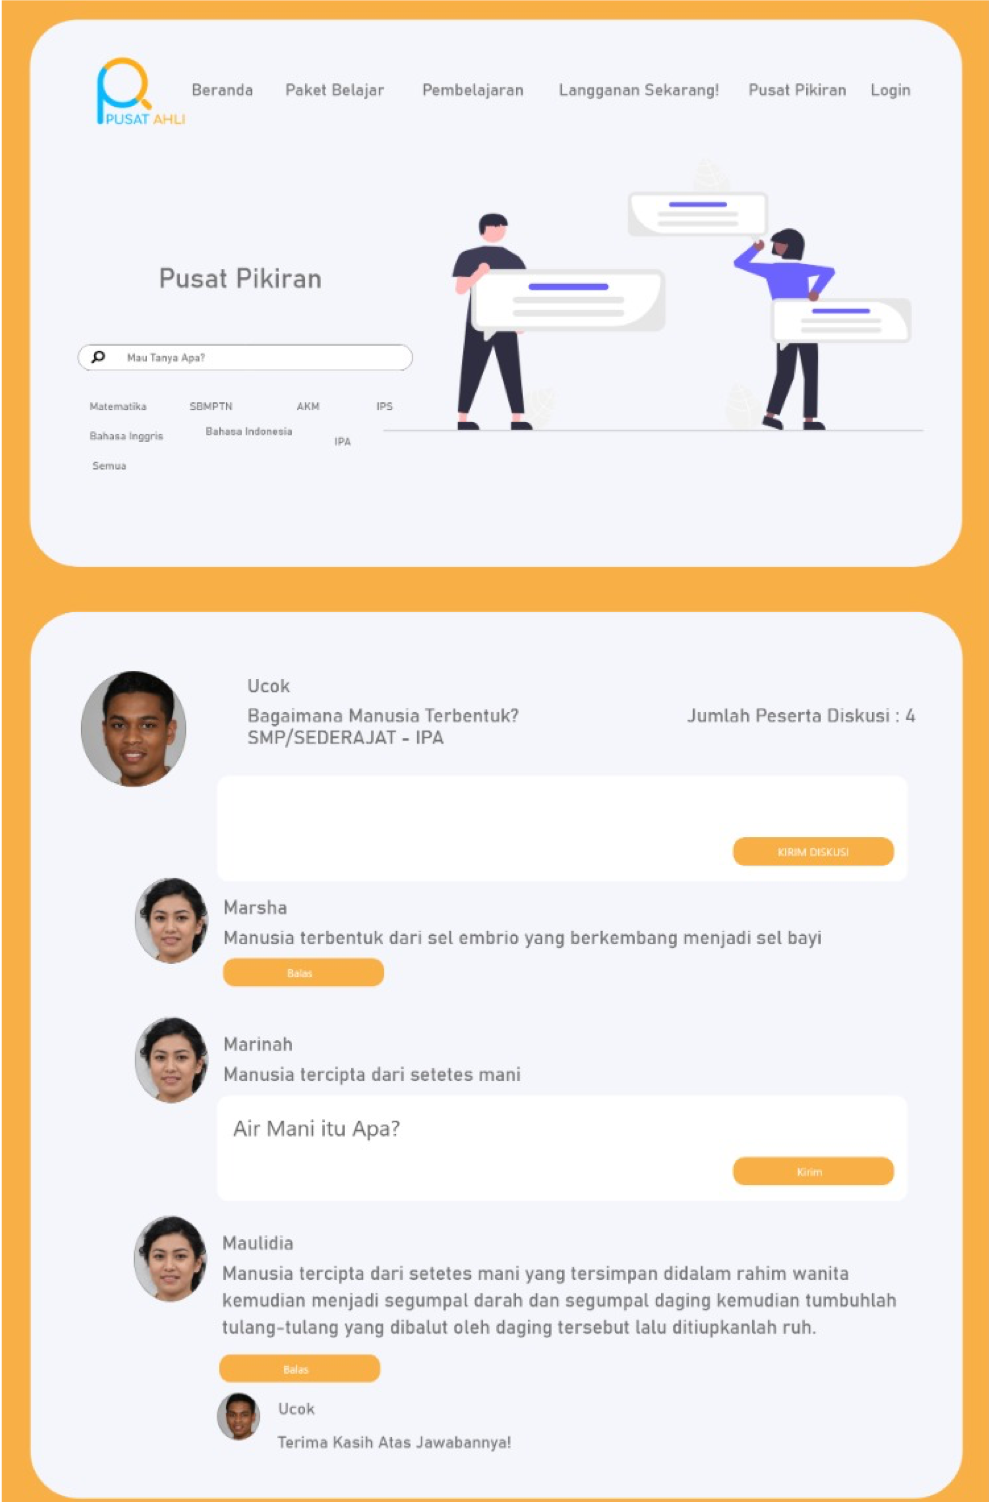 PUSAT AHLI
Beranda Paket Belajar Pembelajaran Langganan Sekarang! Pusat Pikiran Login
Pusat Pikiran
Mau Tanya Apa?
Matematika SBMPTN AKM IPS
Bahasa Inggris Bahasa Indonesia IPA
Semua
Ucok
Bagaimana Manusia Terbentuk?
SMP/SEDERAJAT - IPA
Jumlah Peserta Diskusi : 4
KIRIM DISKUSI
Marsha
Manusia terbentuk dari sel embrio yang berkembang menjadi sel bayi
Balas
Marinah
Manusia tercipta dari setetes mani
Air Mani itu Apa?
Kirim
Maulidia
Manusia tercipta dari setetes mani yang tersimpan didalam rahim wanita
kemudian menjadi segumpal darah dan segumpal daging kemudian tumbuhlah
tulang-tulang yang dibalut oleh daging tersebut lalu ditiupkanlah ruh.
Balas
Ucok
Terima Kasih Atas Jawabannya!